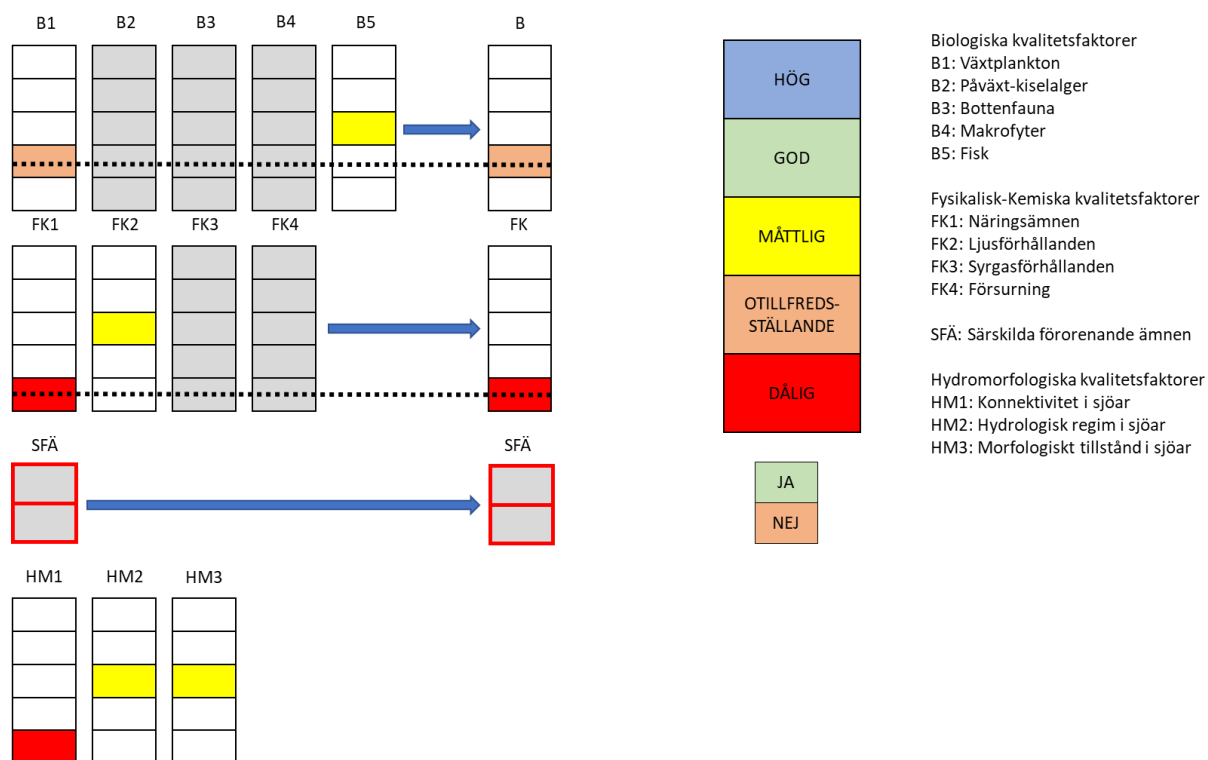 B1 B2 B3 B4 B5 B
FK1 FK2 FK3 FK4 FK
SFÄ SFÄ
HM1 HM2 HM3
HÖG
GOD
MÅTTLIG
OTILLFREDS-
STÄLLANDE
DÅLIG
JA
NEJ
Biologiska kvalitetsfaktorer
B1: Växtplankton
B2: Påväxt-kiselalger
B3: Bottenfauna
B4: Makrofyter
B5: Fisk
Fysikalisk-Kemiska kvalitetsfaktorer
FK1: Näringsämnen
FK2: Ljusförhållanden
FK3: Syrgasförhållanden
FK4: Försurning
SFÄ: Särskilda förorenande ämnen
Hydromorfologiska kvalitetsfaktorer
HM1: Konnektivitet i sjöar
HM2: Hydrologisk regim i sjöar
HM3: Morfologiskt tillstånd i sjöar